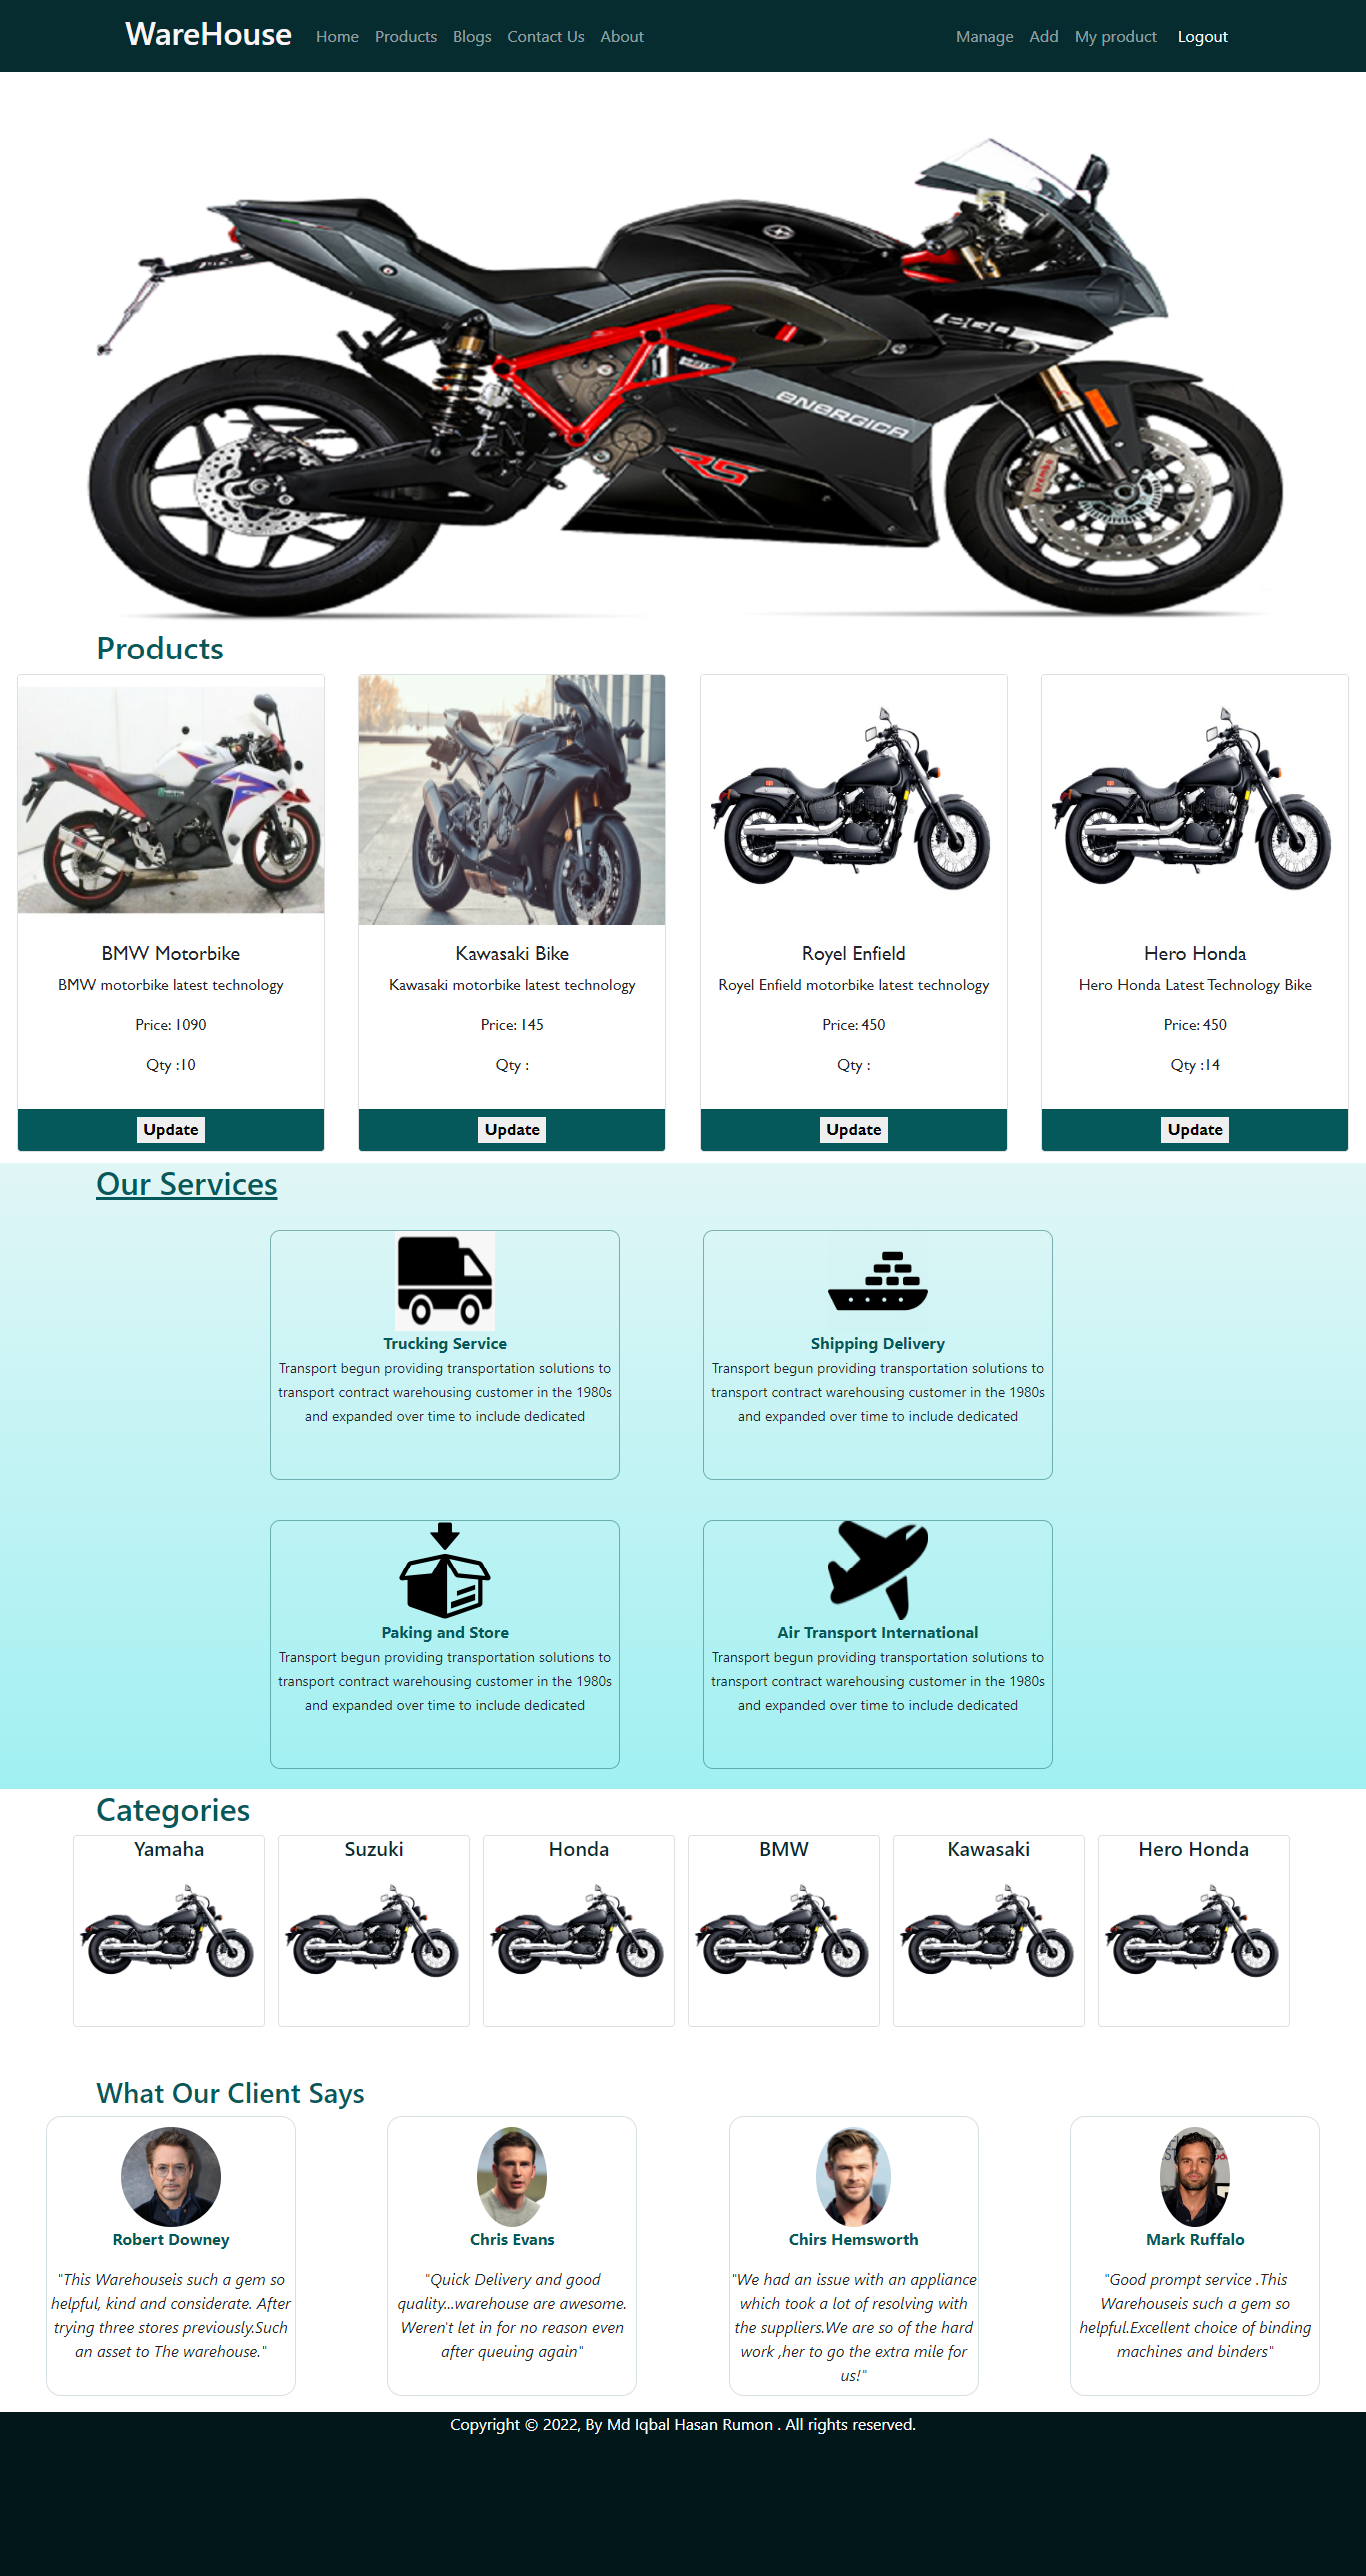 WareHouse Home Products Blogs Contact Us About Manage Add My product Logout
ENERGICA
RS
brembo
Products
BMW Motorbike
BMW motorbike latest technology
Price: 1090
Qty :10
Update
Kawasaki Bike
Kawasaki motorbike latest technology
Price: 145
Qty :
Update
Royel Enfield
Royel Enfield motorbike latest technology
Price: 450
Qty :
Update
Hero Honda
Hero Honda Latest Technology Bike
Price: 450
Qty :14
Update
Our Services
Trucking Service
Transport begun providing transportation solutions to
transport contract warehousing customer in the 1980s
and expanded over time to include dedicated
Shipping Delivery
Transport begun providing transportation solutions to
transport contract warehousing customer in the 1980s
and expanded over time to include dedicated
Paking and Store
Transport begun providing transportation solutions to
transport contract warehousing customer in the 1980s
and expanded over time to include dedicated
Air Transport International
Transport begun providing transportation solutions to
transport contract warehousing customer in the 1980s
and expanded over time to include dedicated
Categories
Yamaha
Suzuki
Honda
BMW
Kawasaki
Hero Honda
What Our Client Says
Robert Downey
"This Warehouseis such a gem so
helpful, kind and considerate. After
trying three stores previously.Such
an asset to The warehouse."
Chris Evans
"Quick Delivery and good
quality...warehouse are awesome.
Weren't let in for no reason even
after queuing again"
Chirs Hemsworth
"We had an issue with an appliance
which took a lot of resolving with
the suppliers.We are so of the hard
work ,her to go the extra mile for
us!"
Mark Ruffalo
"Good prompt service .This
Warehouseis such a gem so
helpful.Excellent choice of binding
machines and binders"
Copyright © 2022, By Md Iqbal Hasan Rumon . All rights reserved.